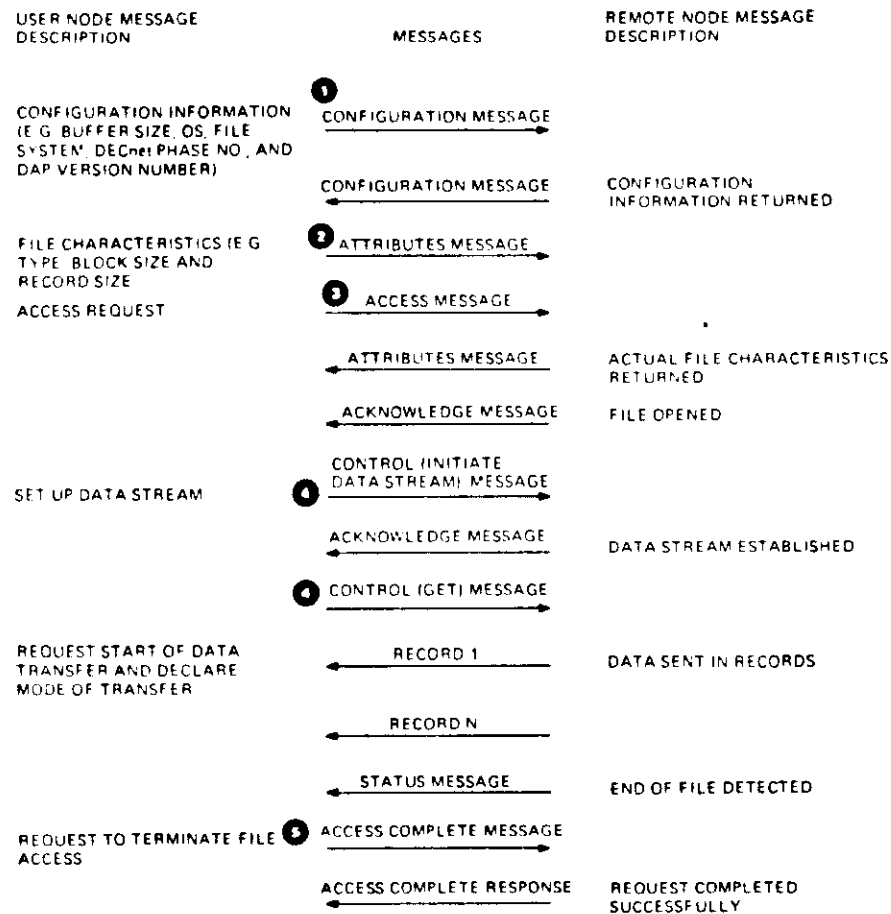 USER NODE MESSAGE
DESCRIPTION
MESSAGES
REMOTE NODE MESSAGE
DESCRIPTION
1
CONFIGURATION INFORMATION
(E G BUFFER SIZE, OS, FILE
SYSTEM, DECnet PHASE NO., AND
DAP VERSION NUMBER)
CONFIGURATION MESSAGE
CONFIGURATION MESSAGE
CONFIGURATION
INFORMATION RETURNED
FILE CHARACTERISTICS (E G
TYPE BLOCK SIZE AND
RECORD SIZE
2 ATTRIBUTES MESSAGE
ACCESS REQUEST
3 ACCESS MESSAGE
ATTRIBUTES MESSAGE
ACTUAL FILE CHARACTERISTICS
RETURNED
ACKNOWLEDGE MESSAGE
FILE OPENED
SET UP DATA STREAM
4
CONTROL (INITIATE
DATA STREAM) MESSAGE
ACKNOWLEDGE MESSAGE
DATA STREAM ESTABLISHED
4 CONTROL (GET) MESSAGE
REQUEST START OF DATA
TRANSFER AND DECLARE
MODE OF TRANSFER
RECORD 1
DATA SENT IN RECORDS
RECORD N
STATUS MESSAGE
END OF FILE DETECTED
REQUEST TO TERMINATE FILE
ACCESS
5 ACCESS COMPLETE MESSAGE
ACCESS COMPLETE RESPONSE
REQUEST COMPLETED
SUCCESSFULLY